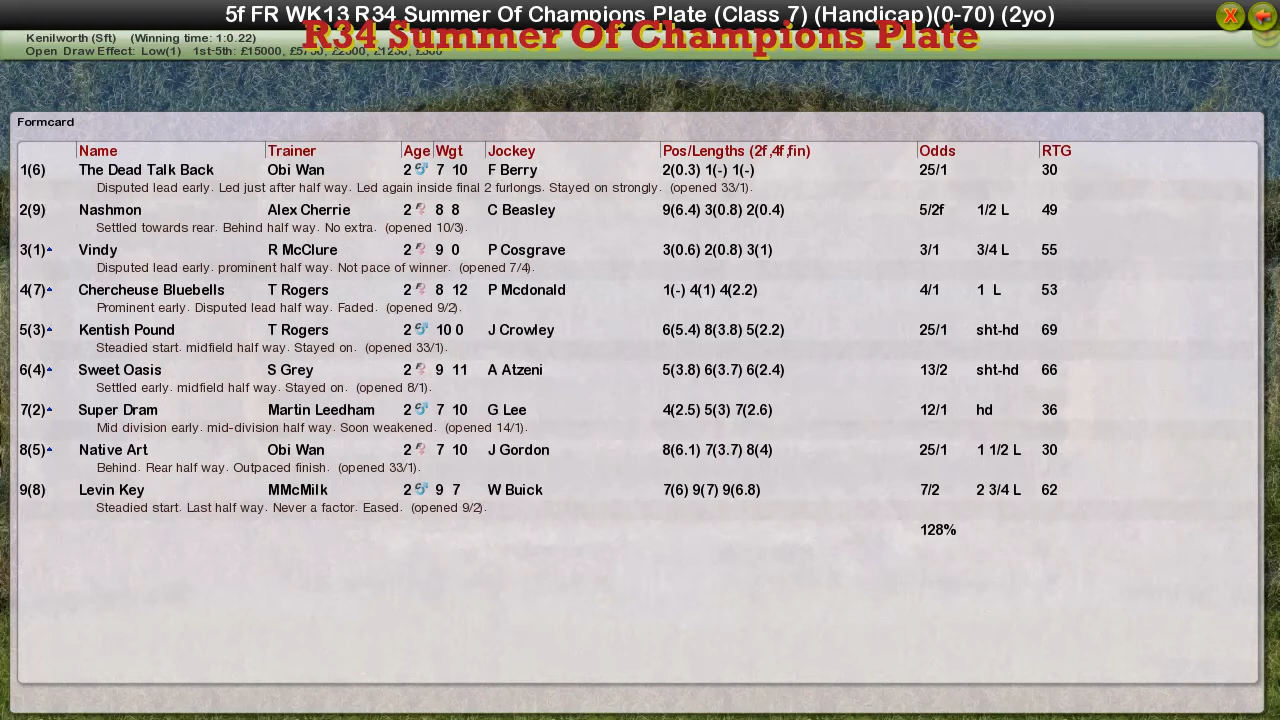 5f FR WK13 R34 Summer Of Champions Plate (Class 7) (Handicap)(0-70) (2yo)
R34 Summer Of Champions Plate
Kenilworth (Sft) (Winning time: 1:0.22)
Open Draw Effect: Low(1) 1st-5th: £15000,
Formcard
Name Trainer Age Wgt Jockey Pos/Lengths (2f,4f,fin) Odds RTG
1(6) The Dead Talk Back Obi Wan 2 7 10 F Berry 2(0.3) 1(-) 1(-) 25/1 30
Disputed lead early. Led just after half way. Led again inside final 2 furlongs. Stayed on strongly. (opened 33/1).
2(9) Nashmon Alex Cherrie 2 8 8 C Beasley 9(6.4) 3(0.8) 2(0.4) 5/2f 1/2 L 49
Settled towards rear. Behind half way. No extra. (opened 10/3).
3(1) Vindy R McClure 2 9 0 P Cosgrave 3(0.6) 2(0.8) 3(1) 3/1 3/4 L 55
Disputed lead early. prominent half way. Not pace of winner. (opened 7/4).
4(7) Chercheuse Bluebells T Rogers 2 8 12 P Mcdonald 1(-) 4(1) 4(2.2) 4/1 1 L 53
Prominent early. Disputed lead half way. Faded. (opened 9/2).
5(3) Kentish Pound T Rogers 2 10 0 J Crowley 6(5.4) 8(3.8) 5(2.2) 25/1 sht-hd 69
Steadied start. midfield half way. Stayed on. (opened 33/1).
6(4) Sweet Oasis S Grey 2 9 11 A Atzeni 5(3.8) 6(3.7) 6(2.4) 13/2 sht-hd 66
Settled early. midfield half way. Stayed on. (opened 8/1).
7(2) Super Dram Martin Leedham 2 7 10 G Lee 4(2.5) 5(3) 7(2.6) 12/1 hd 36
Mid division early. mid-division half way. Soon weakened. (opened 14/1).
8(5) Native Art Obi Wan 2 7 10 J Gordon 8(6.1) 7(3.7) 8(4) 25/1 1 1/2 L 30
Behind. Rear half way. Outpaced finish. (opened 33/1).
9(8) Levin Key MMcMilk 2 9 7 W Buick 7(6) 9(7) 9(6.8) 7/2 2 3/4 L 62
Steadied start. Last half way. Never a factor. Eased. (opened 9/2).
128%